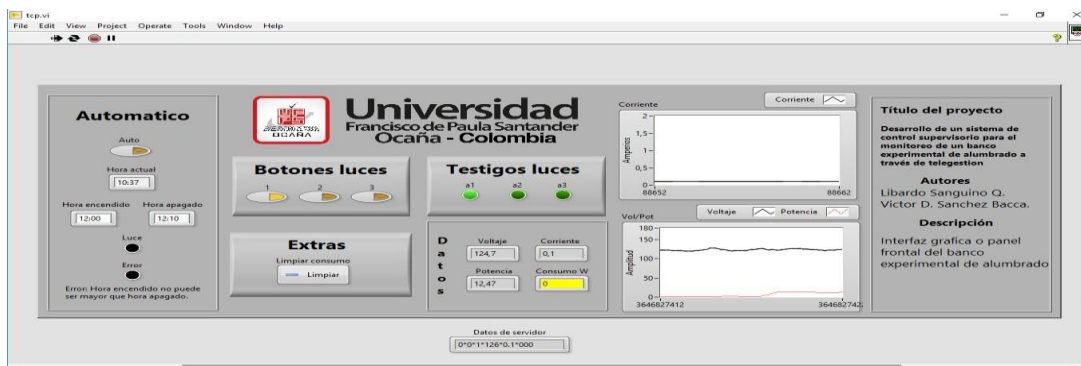 tcp.vi
File Edit View Project Operate Tools Window Help
Automatico
Auto
Hora actual
10:37
Hora encendido Hora apagado
12:00 12:10
Luce
Error
Error: Hora encendido no puede
ser mayor que hora apagado.
OCAÑA
Universidad
Francisco de Paula Santander
Ocaña - Colombia
Botones luces
1 2 3
Testigos luces
a1 a2 a3
Extras
Limpiar consumo
Limpiar
Datos
Voltaje Corriente
124,7 0,1
Potencia Consumo W
12,47 0
Corriente
Corriente
Amperios
2
1,5
1
0,5
0
88652 88662
Vol/Pot
Voltaje Potencia
Amplitud
180
150
100
50
0
3646827412
Título del proyecto
Desarrollo de un sistema de
control supervisorio para el
monitoreo de un banco
experimental de alumbrado a
través de telegestion
Autores
Libardo Sanguino Q.
Victor D. Sanchez Bacca.
Descripción
Interfaz grafica o panel
frontal del banco
experimental de alumbrado
Datos de servidor
0*0*1*126*0.1*000